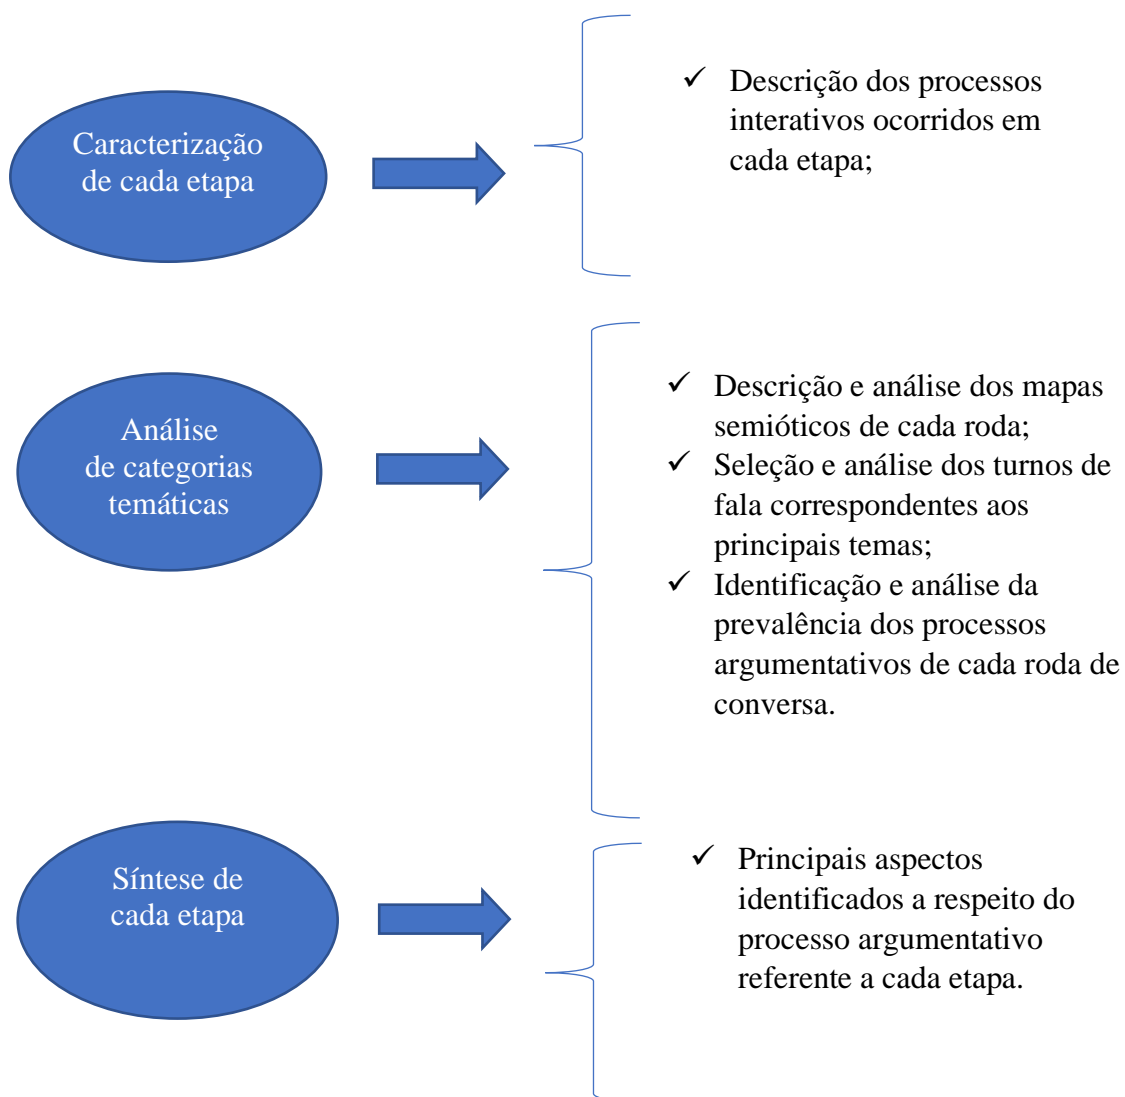 Caracterização
de cada etapa
✓ Descrição dos processos
interativos ocorridos em
cada etapa;
Análise
de categorias
temáticas
✓ Descrição e análise dos mapas
semióticos de cada roda;
✓ Seleção e análise dos turnos de
fala correspondentes aos
principais temas;
✓ Identificação e análise da
prevalência dos processos
argumentativos de cada roda de
conversa.
Síntese de
cada etapa
✓ Principais aspectos
identificados a respeito do
processo argumentativo
referente a cada etapa.